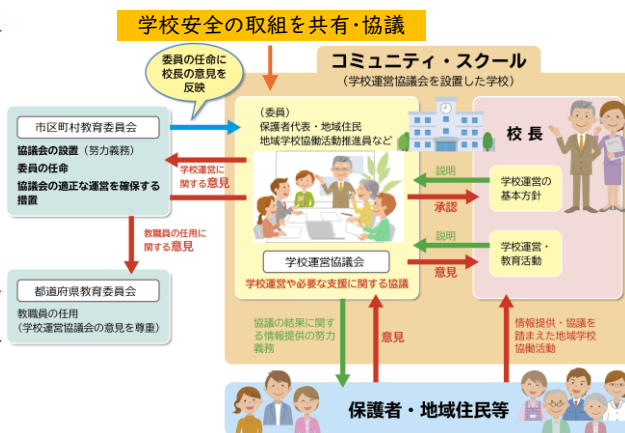 学校安全の取組を共有・協議
委員の任命に
校長の意見を
反映
コミュニティ・スクール
(学校運営協議会を設置した学校)
市区町村教育委員会
協議会の設置(努力義務)
委員の任命
協議会の適正な運営を確保する
措置
学校運営に
関する意見
(委員)
保護者代表・地域住民
地域学校協働活動推進員など
校長
説明
承認
学校運営の
基本方針
説明
意見
学校運営・
教育活動
学校運営協議会
学校運営や必要な支援に関する協議
教職員の任用に
関する意見
都道府県教育委員会
教職員の任用
(学校運営協議会の意見を尊重)
協議の結果に関す
る情報提供の努力
義務
意見
情報提供・協議を
踏まえた地域学校
協働活動
保護者・地域住民等